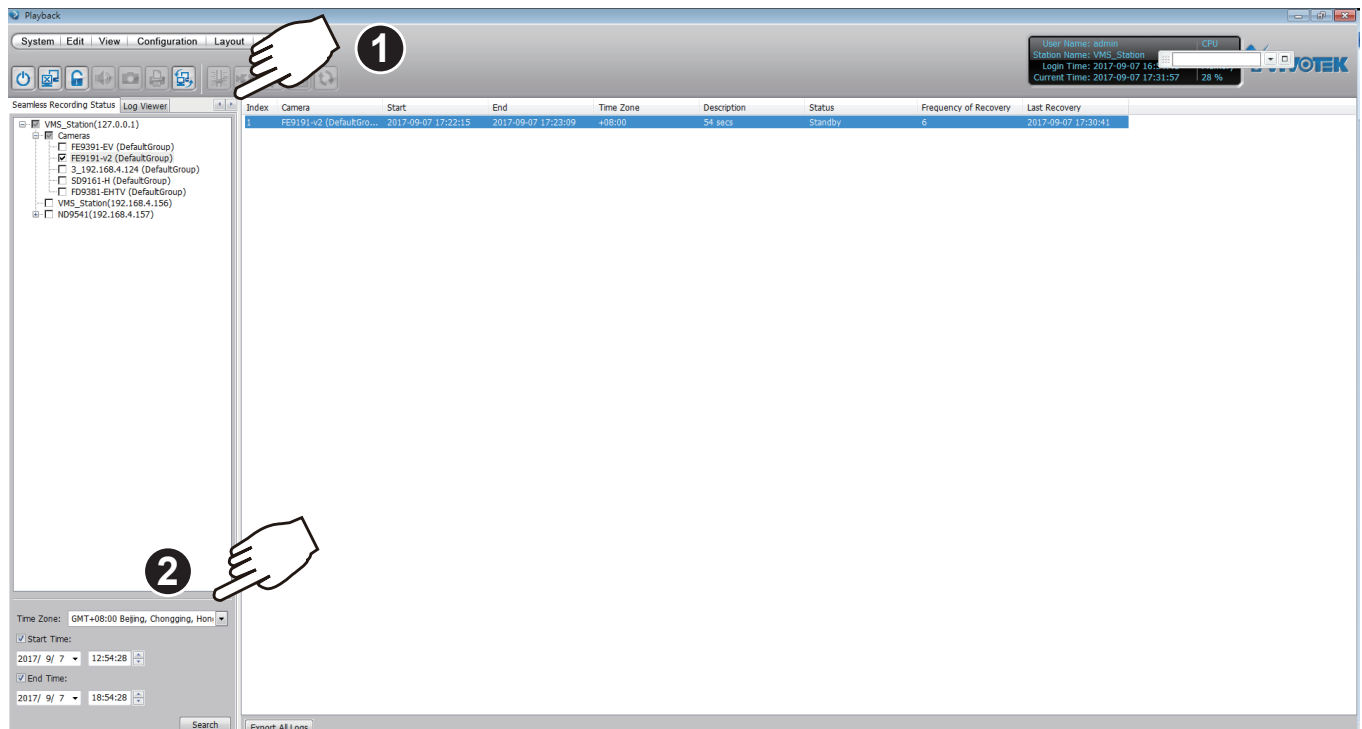 Playback
System Edit View Configuration Layout
1
User Name: admin
Station Name: VMS_Station
Login Time: 2017-09-07
Current Time: 2017-09-07 17:31:57
CPU
28 %
VIVOTEK
Seamless Recording Status Log Viewer
VMS_Station(127.0.0.1)
Cameras
FE9391-EV (DefaultGroup)
FE9191-v2 (DefaultGroup)
3_192.168.4.124 (DefaultGroup)
SD9161-H (DefaultGroup)
FD9381-EHTV (DefaultGroup)
VMS_Station(192.168.4.156)
ND9541(192.168.4.157)
Index Camera Start End Time Zone Description Status Frequency of Recovery Last Recovery
1 FE9191-v2 (DefaultGro... 2017-09-07 17:22:15 2017-09-07 17:23:09 +08:00 54 secs Standby 6 2017-09-07 17:30:41
2
Time Zone: GMT+08:00 Beijing, Chongqing, Hon
Start Time:
2017/ 9/ 7 12:54:28
End Time:
2017/ 9/ 7 18:54:28
Search
Export All Logs